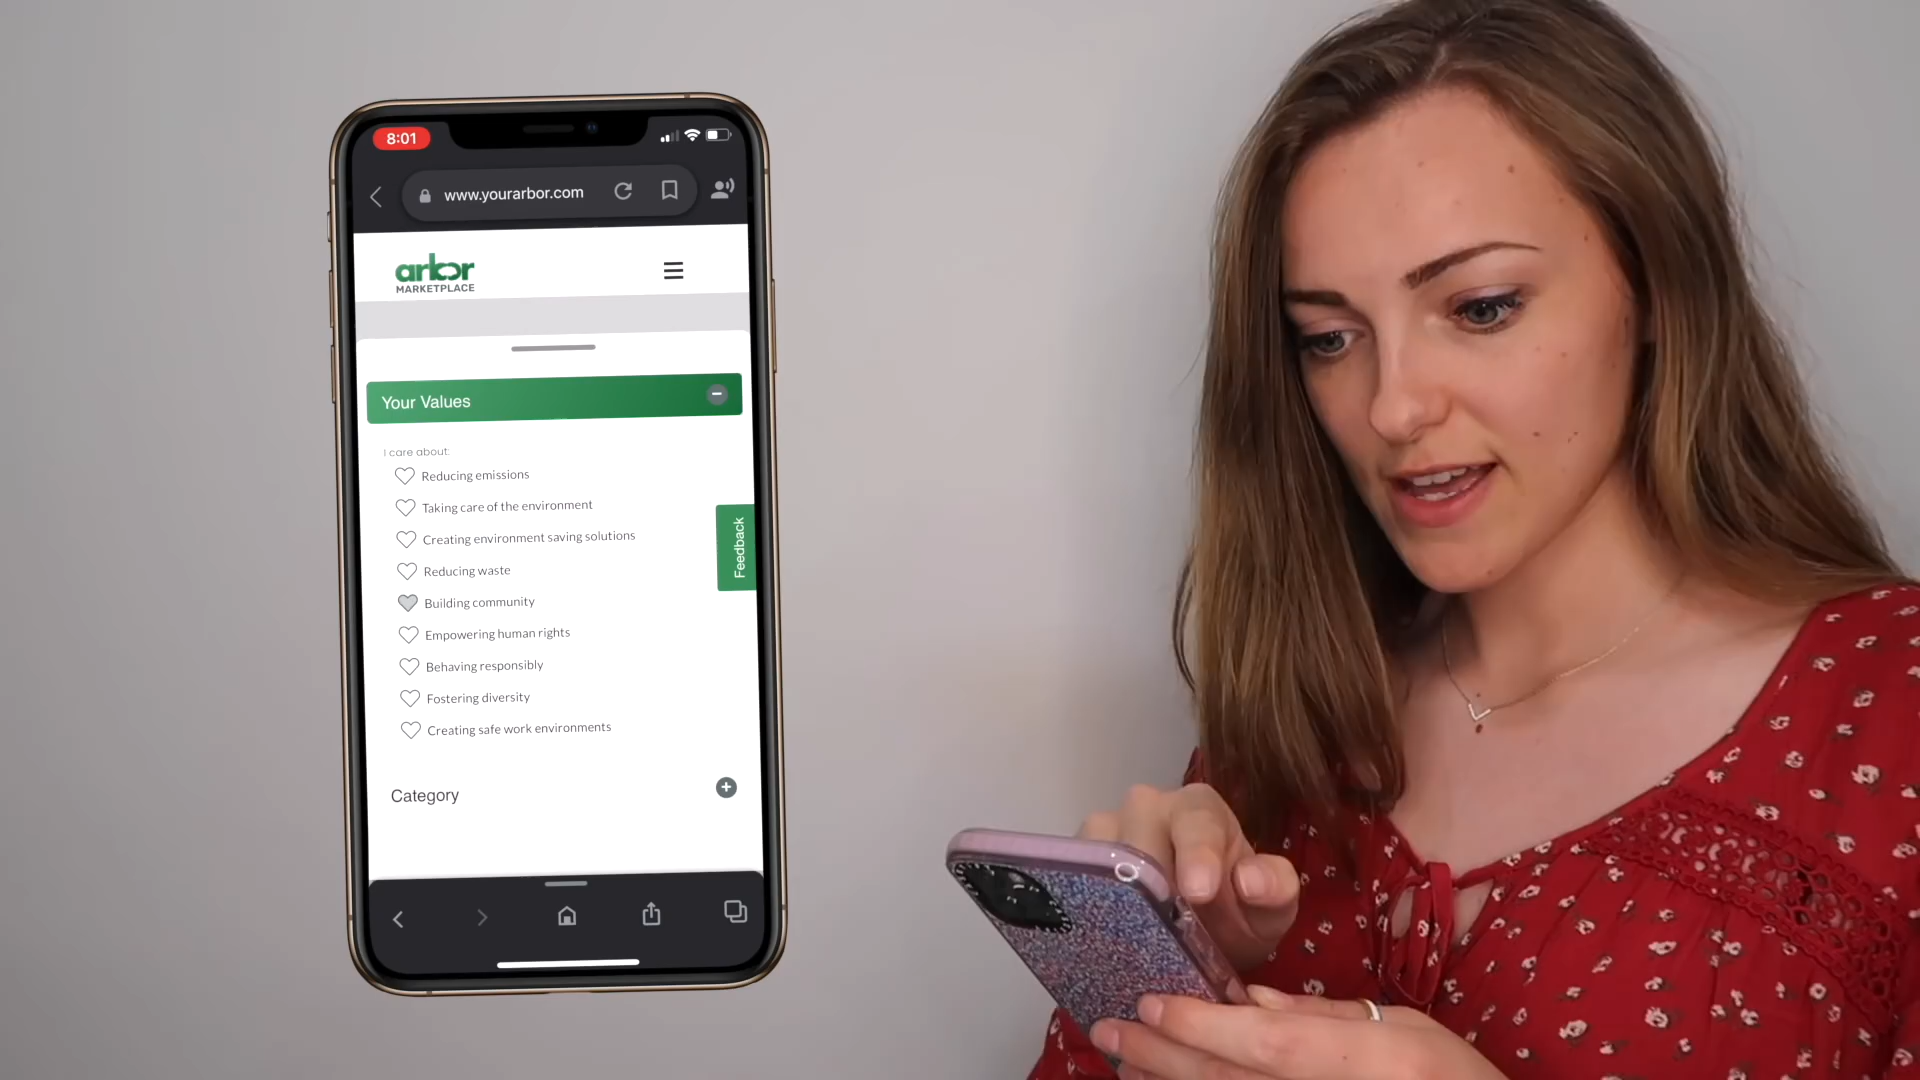 8:01
www.yourarbor.com
arbor
MARKETPLACE
Your Values
I care about:
Reducing emissions
Taking care of the environment
Creating environment saving solutions
Reducing waste
Feedback
Building community
Empowering human rights
Behaving responsibly
Fostering diversity
Creating safe work environments
Category